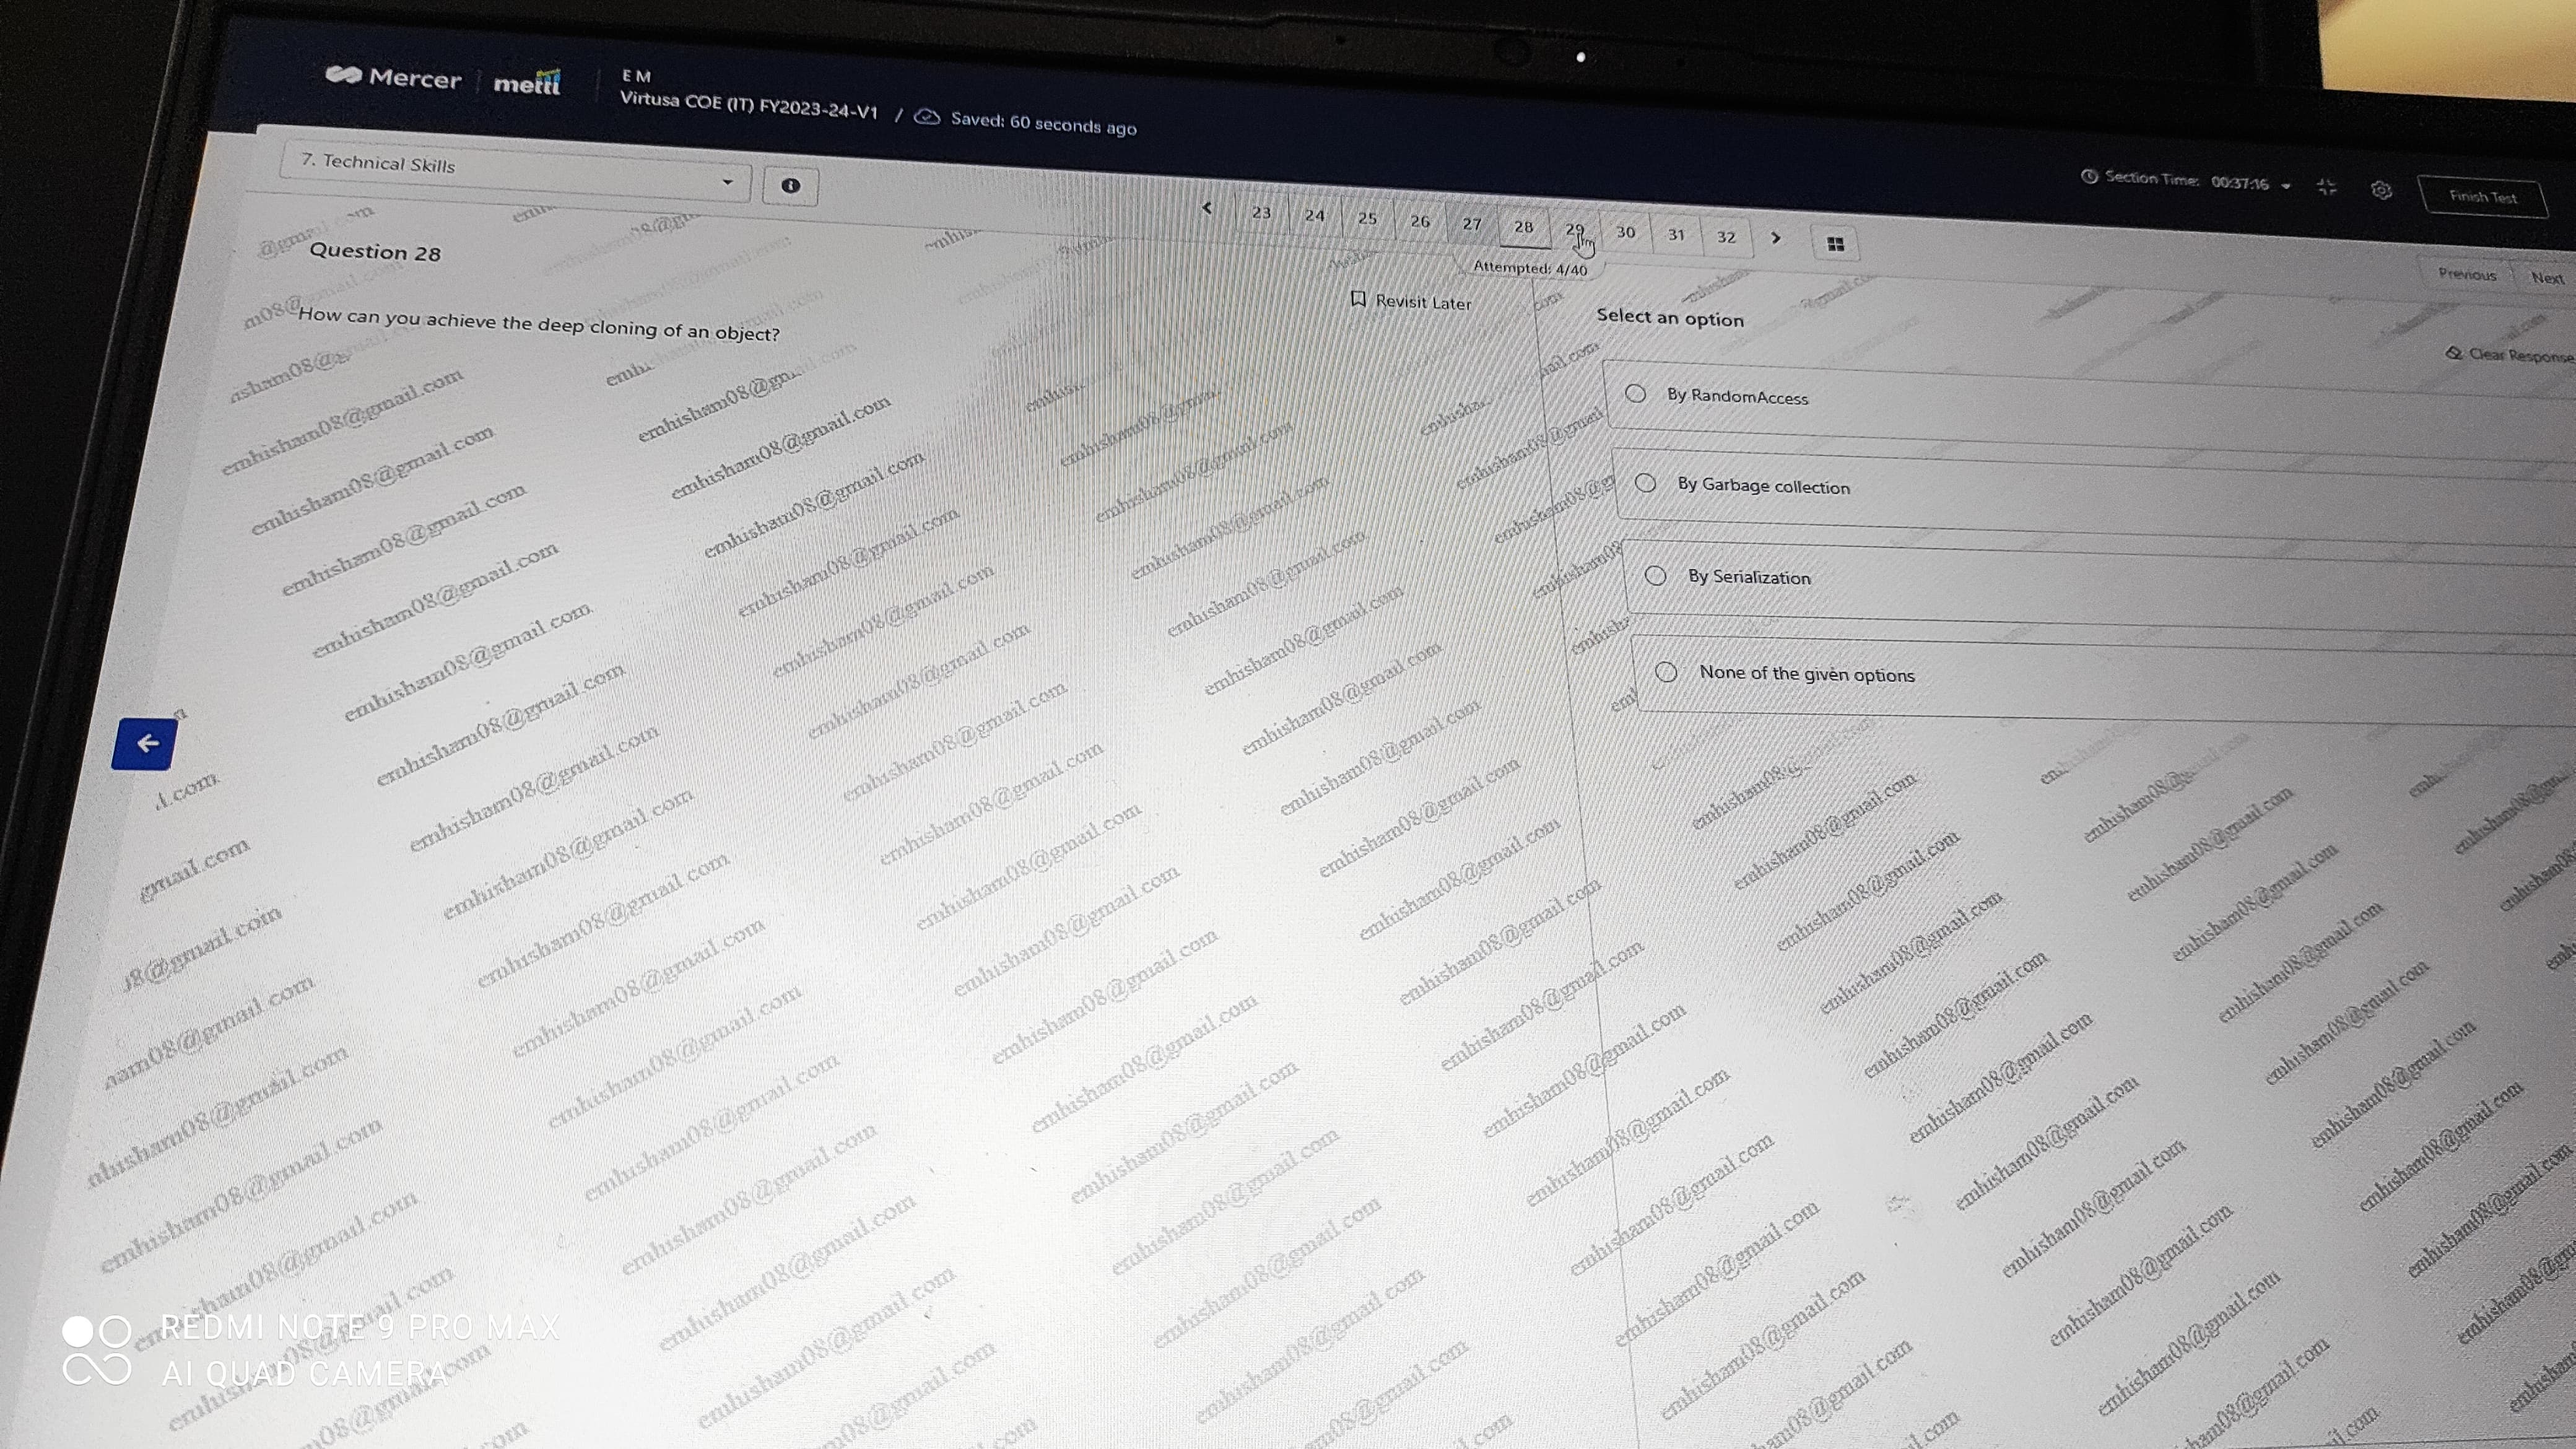 Mercer | mettl
E M
Virtusa COE (IT) FY2023-24-V1 / Saved: 60 seconds ago
Section Time: 00:37:16
Finish Test
7. Technical Skills
23 24 25 26 27 28 29 30 31 32
Attempted: 4/40
Previous Next
Question 28
Revisit Later
How can you achieve the deep cloning of an object?
Select an option
Clear Response
By RandomAccess
By Garbage collection
By Serialization
None of the given options
emhisham08@gmail.com
REDMI NOTE 9 PRO MAX
AI QUAD CAMERA